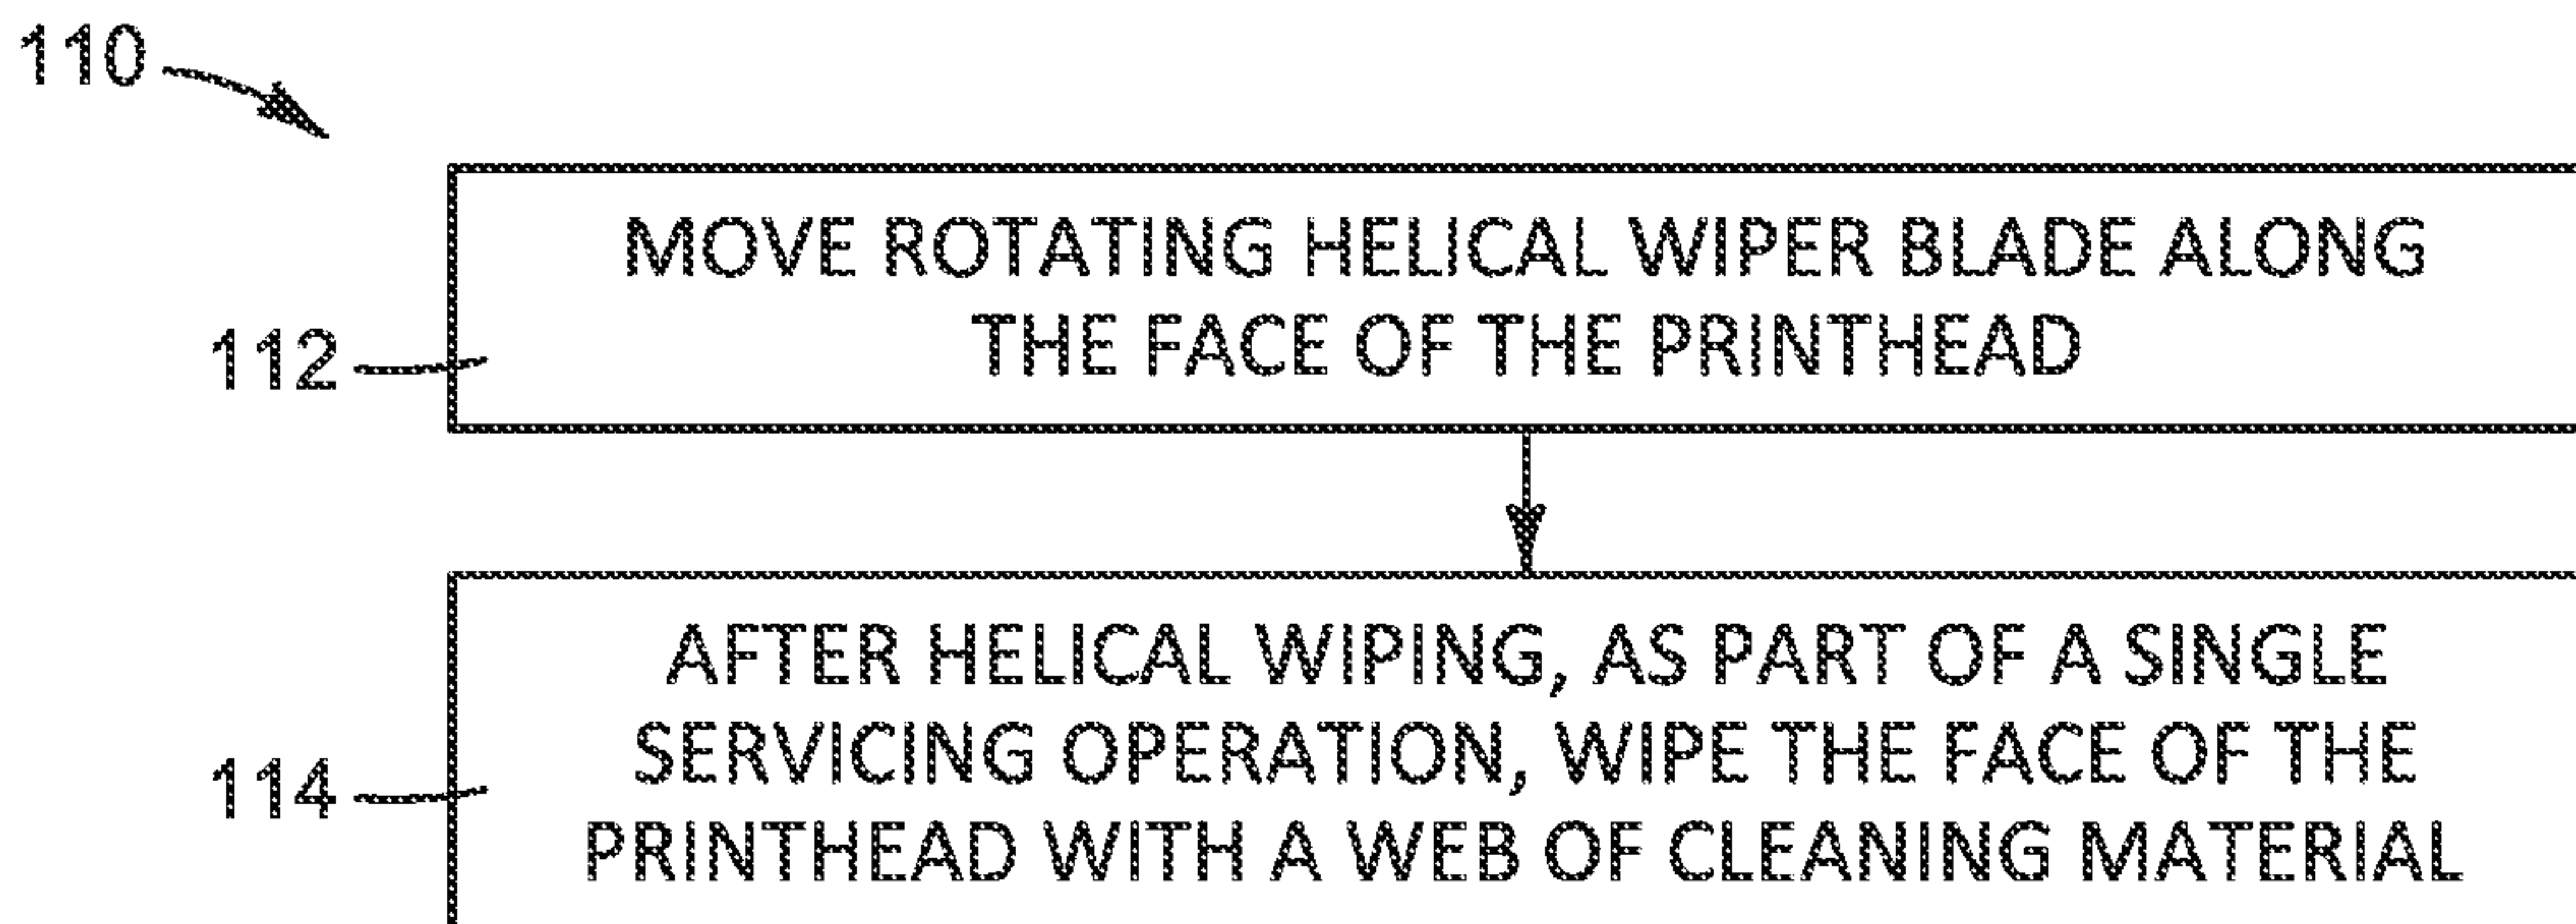 110
MOVE ROTATING HELICAL WIPER BLADE ALONG
THE FACE OF THE PRINTHEAD
112
AFTER HELICAL WIPING, AS PART OF A SINGLE
SERVICING OPERATION, WIPE THE FACE OF THE
114
PRINTHEAD WITH A WEB OF CLEANING MATERIAL